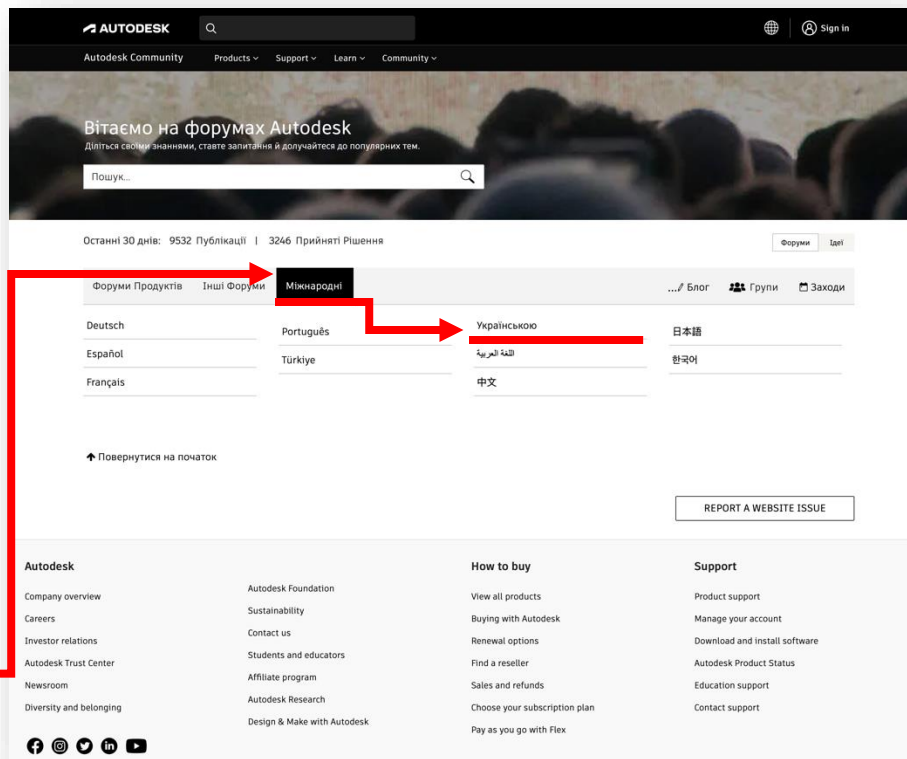 AUTODESK
Sign in
Autodesk Community Products Support Learn Community
Вітаємо на форумах Autodesk
Діліться своїми знаннями, ставте запитання й долучайтеся до популярних тем.
Пошук...
Останні 30 днів: 9532 Публікації | 3246 Прийняті Рішення
Форуми Ідеї
Форуми Продуктів Інші Форуми Міжнародні .../ Блог Групи Заходи
Deutsch Português Українською 日本語
Español Türkiye اللغة العربية 한국어
Français 中文
Повернутися на початок
REPORT A WEBSITE ISSUE
Autodesk
Company overview
Careers
Investor relations
Autodesk Trust Center
Newsroom
Diversity and belonging
Autodesk Foundation
Sustainability
Contact us
Students and educators
Affiliate program
Autodesk Research
Design & Make with Autodesk
How to buy
View all products
Buying with Autodesk
Renewal options
Find a reseller
Sales and refunds
Choose your subscription plan
Pay as you go with Flex
Support
Product support
Manage your account
Download and install software
Autodesk Product Status
Education support
Contact support